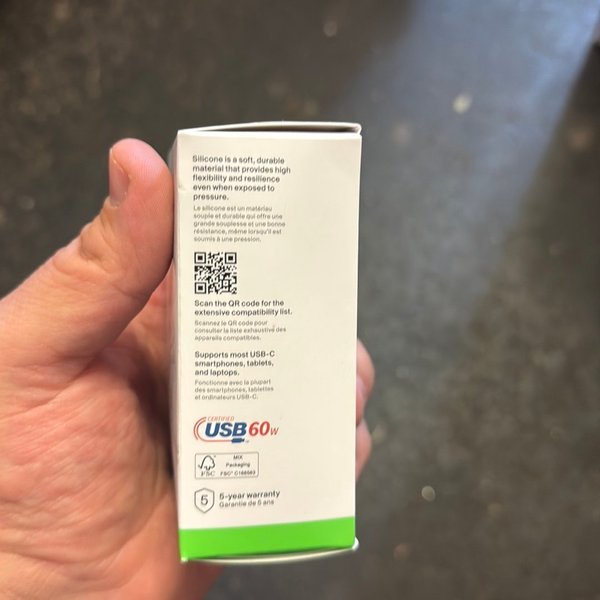 Silicone is a soft, durable
material that provides high
flexibility and resilience
even when exposed to
pressure.
Le silicone est un matériau
souple et durable qui offre une
grande souplesse et une bonne
résistance, même lorsqu'il est
soumis à une pression.
Scan the QR code for the
extensive compatibility list.
Scannez le QR code pour
consulter la liste exhaustive des
appareils compatibles.
Supports most USB-C
smartphones, tablets,
and laptops.
Fonctionne avec la plupart
des smartphones, tablettes
et ordinateurs USB-C.
CERTIFIED
USB 60W
FSC
MIX
Packaging
FSC® C166563
5
5-year warranty
Garantie de 5 ans